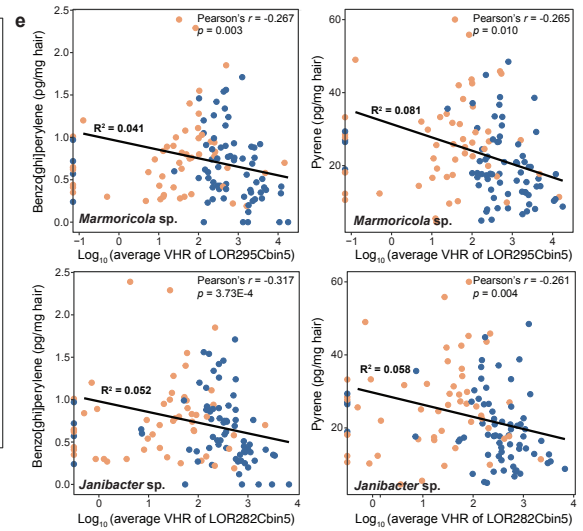 e
Pearson's r = -0.267
p = 0.003
R² = 0.041
Marmoricola sp.
Benzo[ghi]perylene (pg/mg hair)
2.5
2.0
1.5
1.0
0.5
0.0
−1 0 1 2 3 4
Log₁₀ (average VHR of LOR295Cbin5)
Pearson's r = -0.265
p = 0.010
R² = 0.081
Marmoricola sp.
Pyrene (pg/mg hair)
60
40
20
−1 0 1 2 3 4
Log₁₀ (average VHR of LOR295Cbin5)
Pearson's r = -0.317
p = 3.73E-4
R² = 0.052
Janibacter sp.
Benzo[ghi]perylene (pg/mg hair)
2.5
2.0
1.5
1.0
0.5
0.0
0 1 2 3 4
Log₁₀ (average VHR of LOR282Cbin5)
Pearson's r = -0.261
p = 0.004
R² = 0.058
Janibacter sp.
Pyrene (pg/mg hair)
60
40
20
0 1 2 3 4
Log₁₀ (average VHR of LOR282Cbin5)